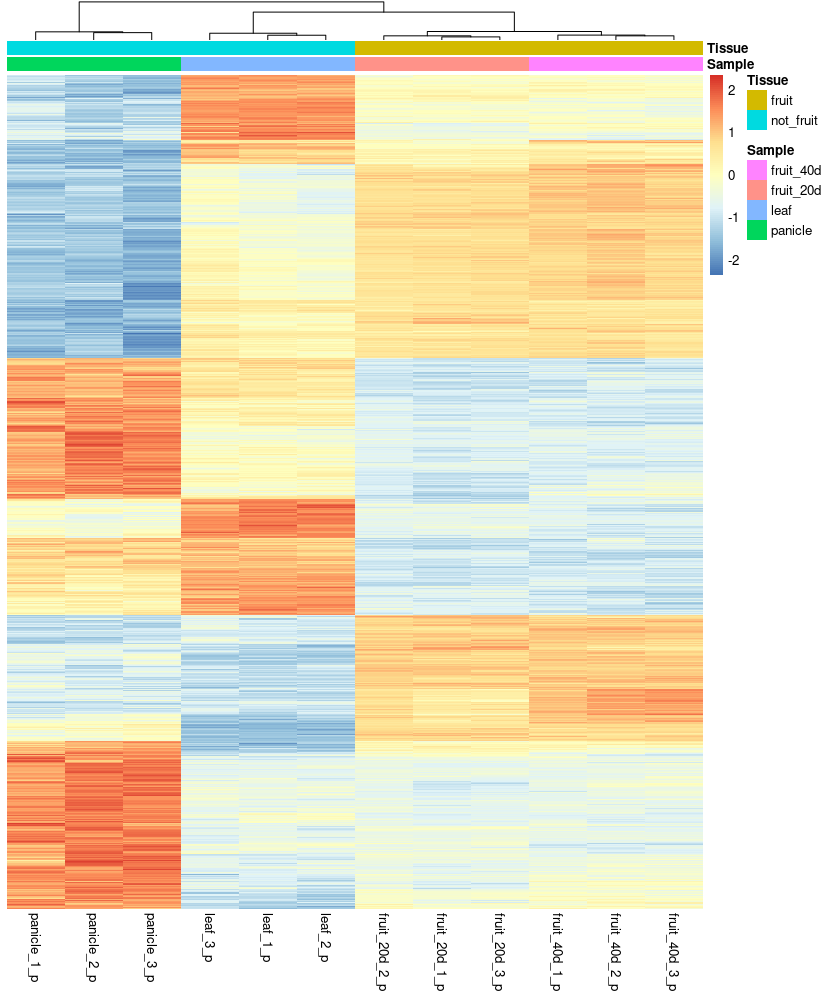 Tissue
Sample
2
1
0
-1
-2
Tissue
fruit
not_fruit
Sample
fruit_40d
fruit_20d
leaf
panicle
panicle_1_p
panicle_2_p
panicle_3_p
leaf_3_p
leaf_1_p
leaf_2_p
fruit_20d_2_p
fruit_20d_1_p
fruit_20d_3_p
fruit_40d_1_p
fruit_40d_2_p
fruit_40d_3_p